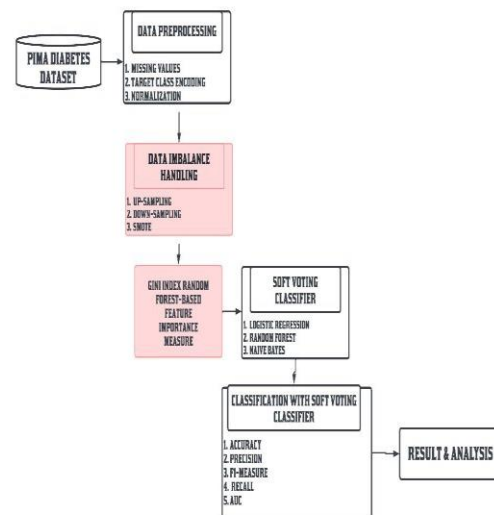 PIMA DIABETES
DATASET
DATA PREPROCESSING
1. MISSING VALUES
2. TARGET CLASS ENCODING
3. NORMALIZATION
DATA IMBALANCE
HANDLING
1. UP-SAMPLING
2. DOWN-SAMPLING
3. SMOTE
GINI INDEX RANDOM
FOREST-BASED
FEATURE
IMPORTANCE
MEASURE
SOFT VOTING
CLASSIFIER
1. LOGISTIC REGRESSION
2. RANDOM FOREST
3. NAIVE BAYES
CLASSIFICATION WITH SOFT VOTING
CLASSIFIER
1. ACCURACY
2. PRECISION
3. F1-MEASURE
4. RECALL
5. AUC
RESULT & ANALYSIS